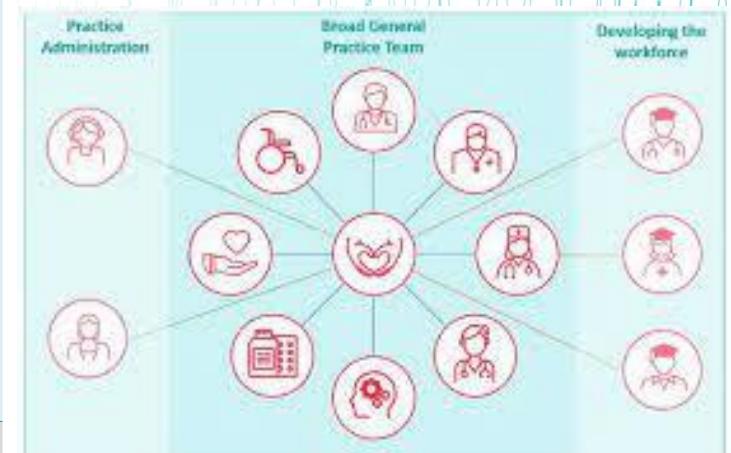 Practice
Administration
Broad General
Practice Team
Developing the
workforce